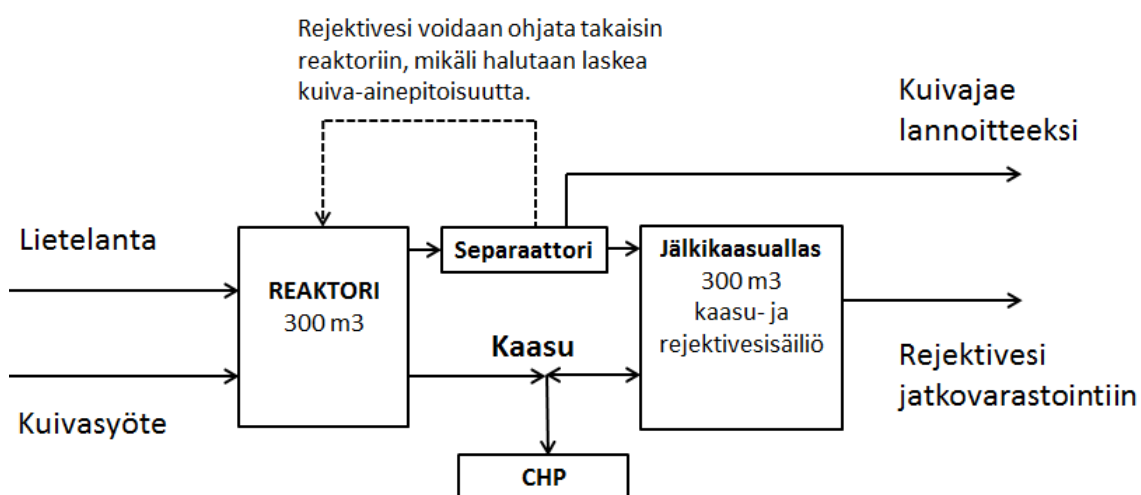 Rejektivesi voidaan ohjata takaisin
reaktoriin, mikäli halutaan laskea
kuiva-ainepitoisuutta.
Kuivajae
lannoitteeksi
Lietelanta
REAKTORI
300 m3
Separaattori
Jälkikaasuallas
300 m3
kaasu- ja
rejektivesisäiliö
Kaasu
Rejektivesi
jatkovarastointiin
Kuivasyöte
CHP